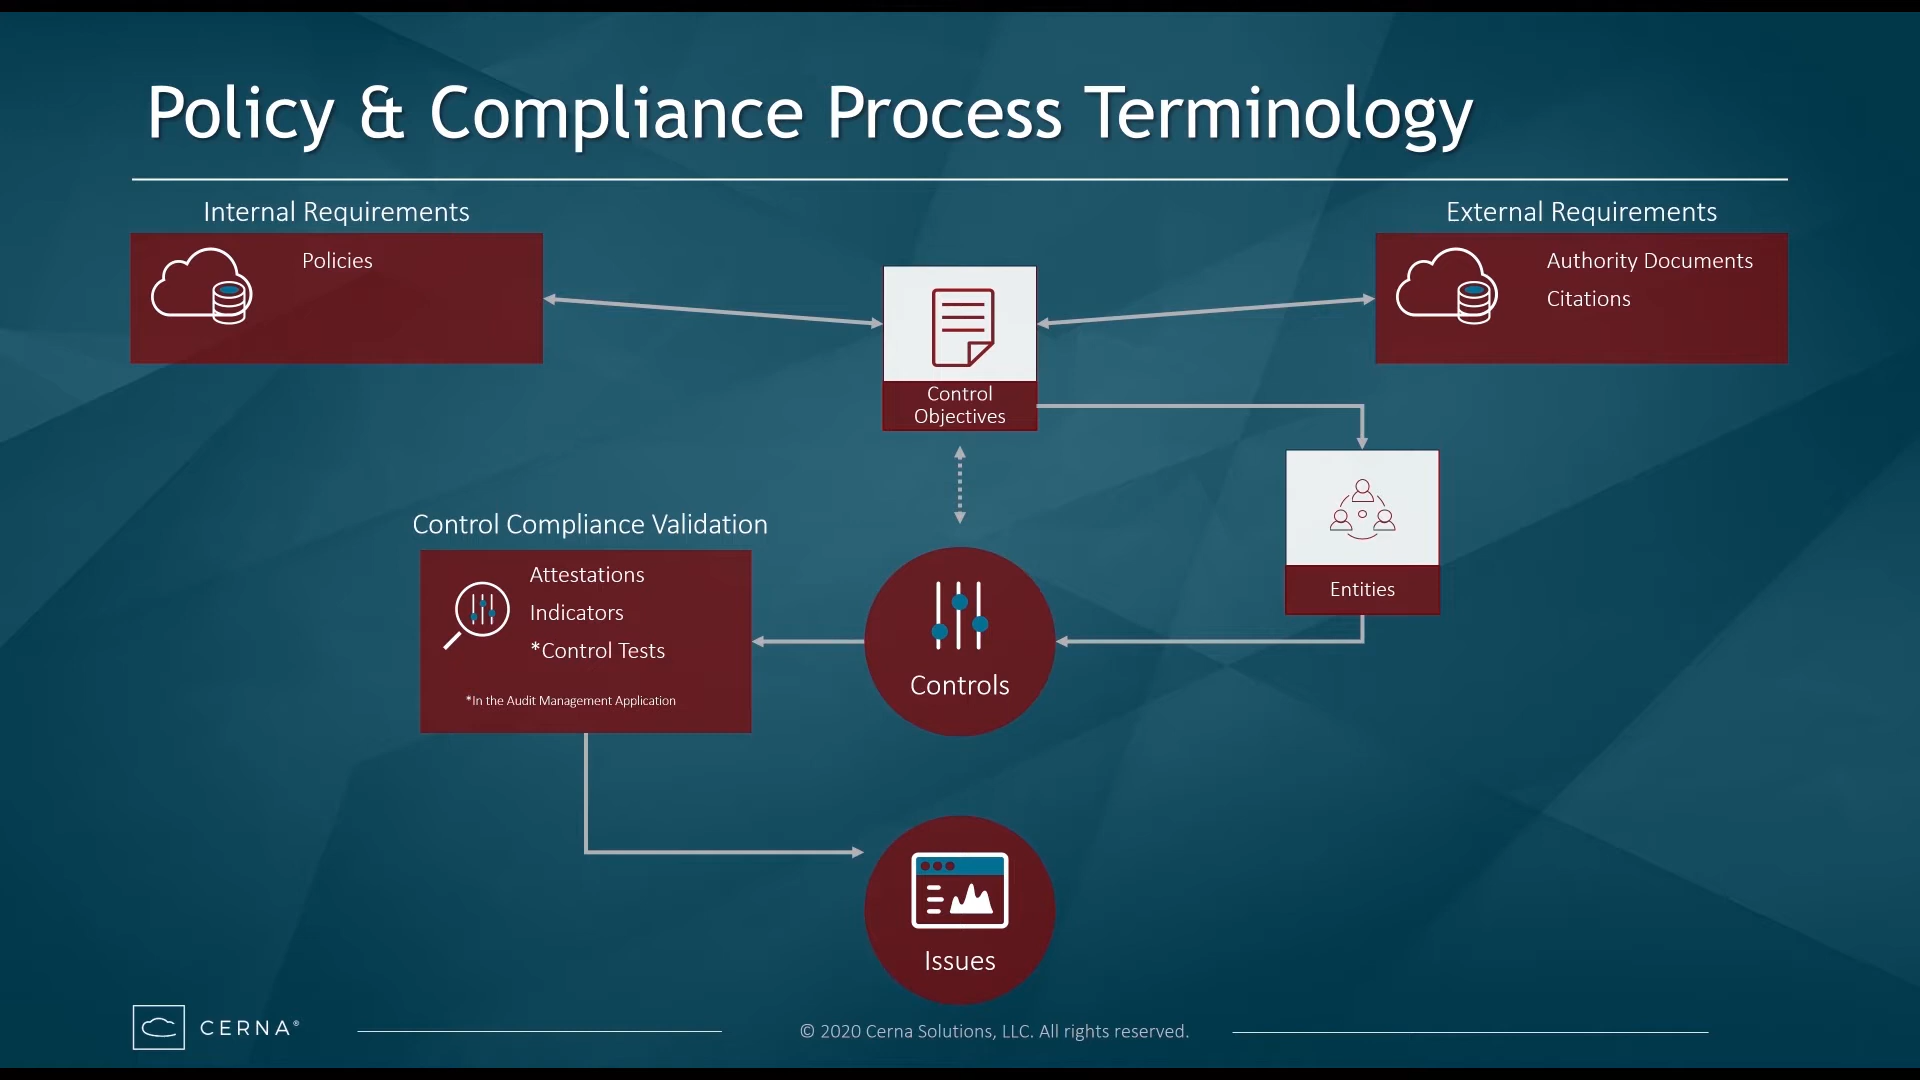 Policy & Compliance Process Terminology
Internal Requirements
Policies
External Requirements
Authority Documents
Citations
Control
Objectives
Entities
Control Compliance Validation
Attestations
Indicators
*Control Tests
*In the Audit Management Application
Controls
Issues
CERNA®
© 2020 Cerna Solutions, LLC. All rights reserved.